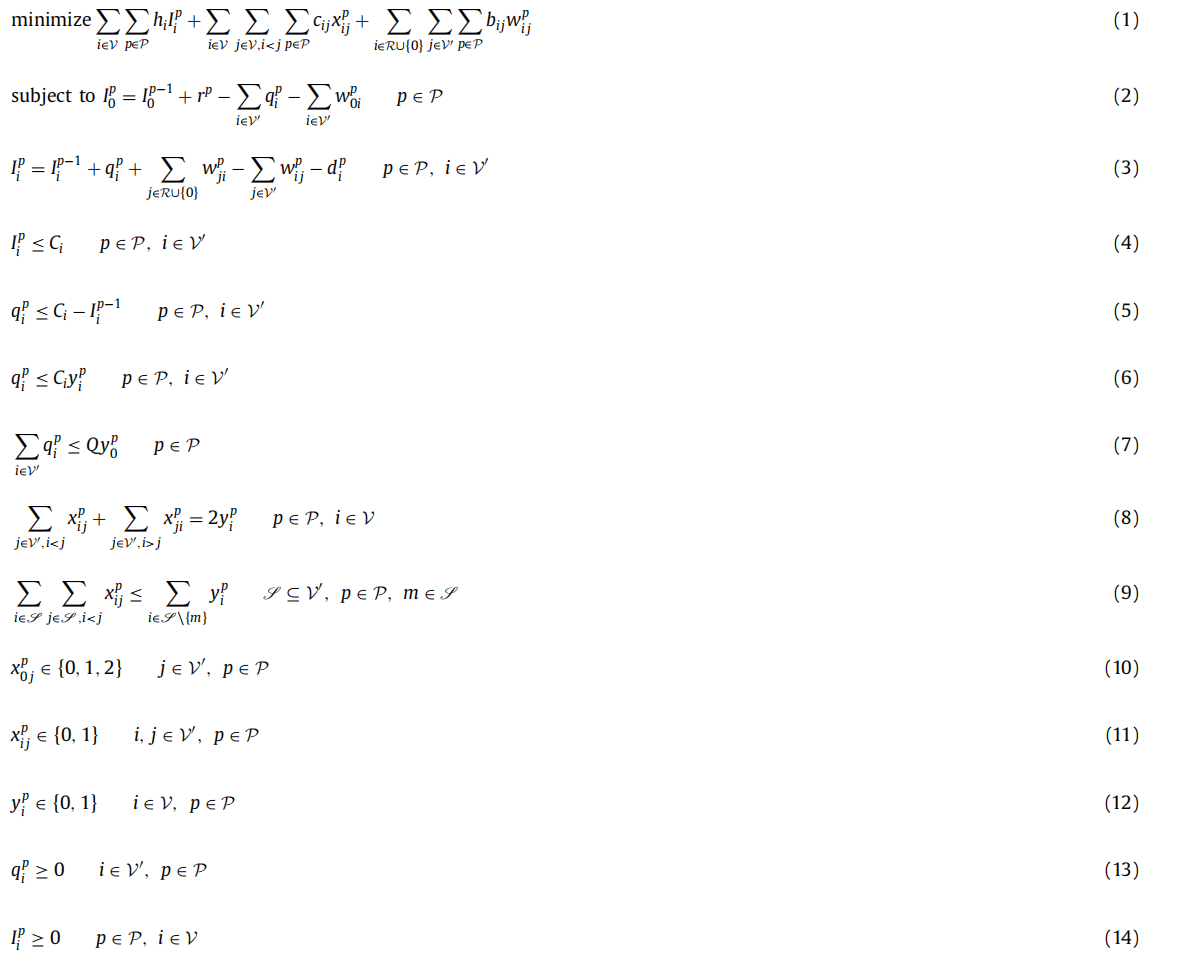 minimize ∑_{i∈𝒱} ∑_{p∈𝒫} h_i I_i^p + ∑_{i∈𝒱} ∑_{j∈𝒱, i<j} ∑_{p∈𝒫} c_{ij} x_{ij}^p + ∑_{i∈ℛ∪{0}} ∑_{j∈𝒱′} ∑_{p∈𝒫} b_{ij} w_{ij}^p (1)
subject to I_0^p = I_0^{p−1} + r^p − ∑_{i∈𝒱′} q_i^p − ∑_{i∈𝒱′} w_{0i}^p p ∈ 𝒫 (2)
I_i^p = I_i^{p−1} + q_i^p + ∑_{j∈ℛ∪{0}} w_{ji}^p − ∑_{j∈𝒱′} w_{ij}^p − d_i^p p ∈ 𝒫, i ∈ 𝒱′ (3)
I_i^p ≤ C_i p ∈ 𝒫, i ∈ 𝒱′ (4)
q_i^p ≤ C_i − I_i^{p−1} p ∈ 𝒫, i ∈ 𝒱′ (5)
q_i^p ≤ C_i y_i^p p ∈ 𝒫, i ∈ 𝒱′ (6)
∑_{i∈𝒱′} q_i^p ≤ Q y_0^p p ∈ 𝒫 (7)
∑_{j∈𝒱′, i<j} x_{ij}^p + ∑_{j∈𝒱′, i>j} x_{ji}^p = 2y_i^p p ∈ 𝒫, i ∈ 𝒱 (8)
∑_{i∈𝒮} ∑_{j∈𝒮, i<j} x_{ij}^p ≤ ∑_{i∈𝒮\{m}} y_i^p 𝒮 ⊆ 𝒱′, p ∈ 𝒫, m ∈ 𝒮 (9)
x_{0j}^p ∈ {0, 1, 2} j ∈ 𝒱′, p ∈ 𝒫 (10)
x_{ij}^p ∈ {0, 1} i, j ∈ 𝒱′, p ∈ 𝒫 (11)
y_i^p ∈ {0, 1} i ∈ 𝒱, p ∈ 𝒫 (12)
q_i^p ≥ 0 i ∈ 𝒱′, p ∈ 𝒫 (13)
I_i^p ≥ 0 p ∈ 𝒫, i ∈ 𝒱 (14)